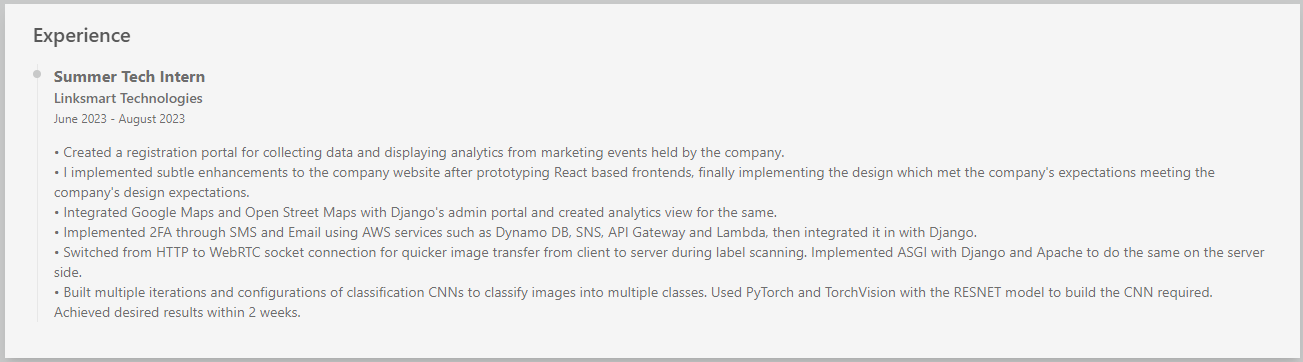 Experience
Summer Tech Intern
Linksmart Technologies
June 2023 - August 2023
• Created a registration portal for collecting data and displaying analytics from marketing events held by the company.
• I implemented subtle enhancements to the company website after prototyping React based frontends, finally implementing the design which met the company's expectations meeting the
company's design expectations.
• Integrated Google Maps and Open Street Maps with Django's admin portal and created analytics view for the same.
• Implemented 2FA through SMS and Email using AWS services such as Dynamo DB, SNS, API Gateway and Lambda, then integrated it in with Django.
• Switched from HTTP to WebRTC socket connection for quicker image transfer from client to server during label scanning. Implemented ASGI with Django and Apache to do the same on the server
side.
• Built multiple iterations and configurations of classification CNNs to classify images into multiple classes. Used PyTorch and TorchVision with the RESNET model to build the CNN required.
Achieved desired results within 2 weeks.